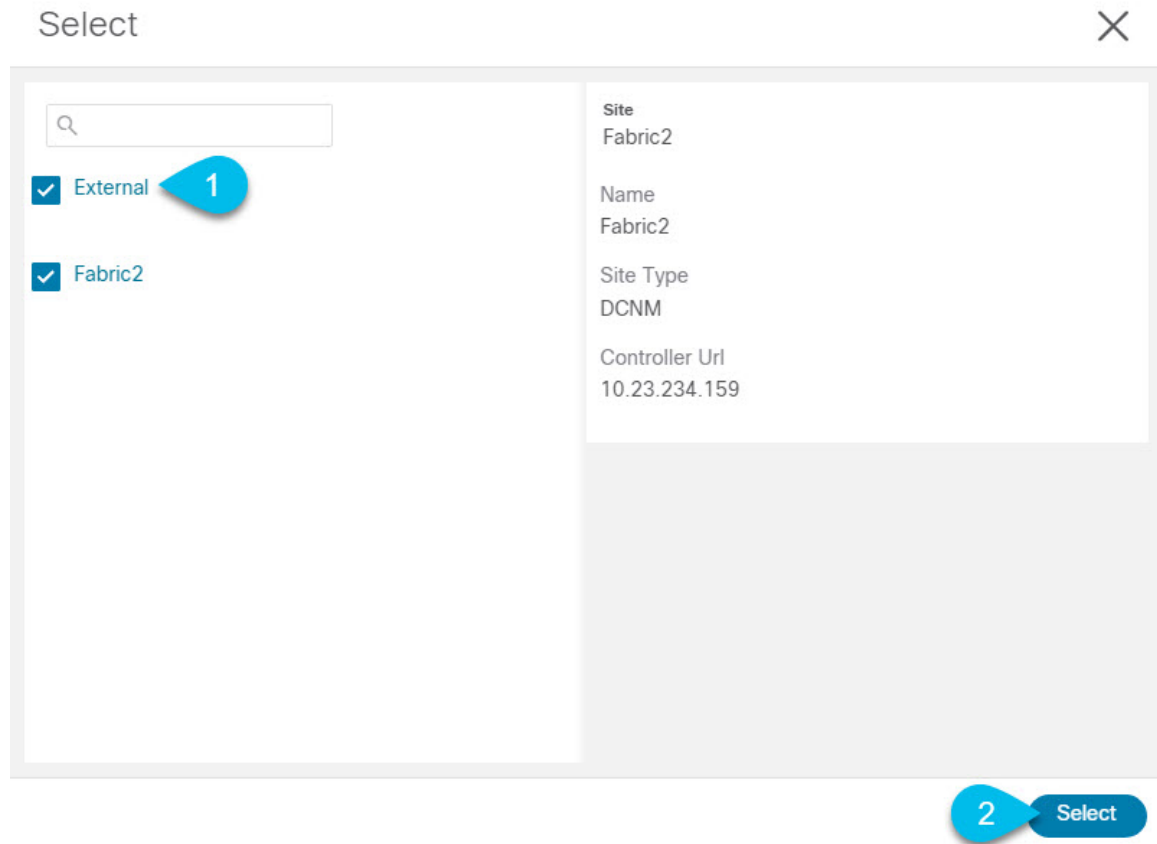 Select
External
1
Fabric2
Site
Fabric2
Name
Fabric2
Site Type
DCNM
Controller Url
10.23.234.159
2
Select